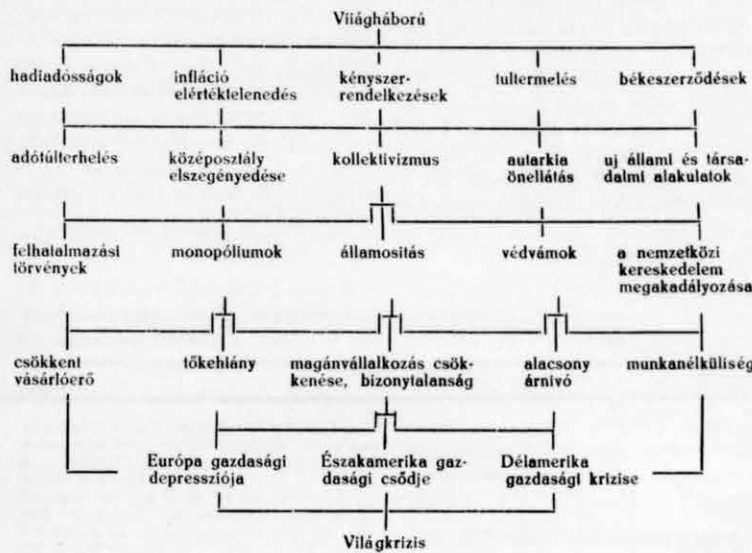 Világháború
hadiadósságok
infláció
elértéktelenedés
kényszer-
rendelkezések
tultermelés
békeszerződések
adótúlterhelés
középosztály
elszegényedése
kollektivizmus
autarkia
önellátás
uj állami és társa-
dalmi alakulatok
felhatalmazási
törvények
monopóliumok
államositás
védvámok
a nemzetközi
kereskedelem
megakadályozása
csökkent
vásárlóerő
tőkehiány
magánvállalkozás csök-
kenése, bizonytalanság
alacsony
árnivó
munkanélküliség
Európa gazdasági
depressziója
Északamerika gaz-
dasági csődje
Délamerika
gazdasági krizise
Világkrizis